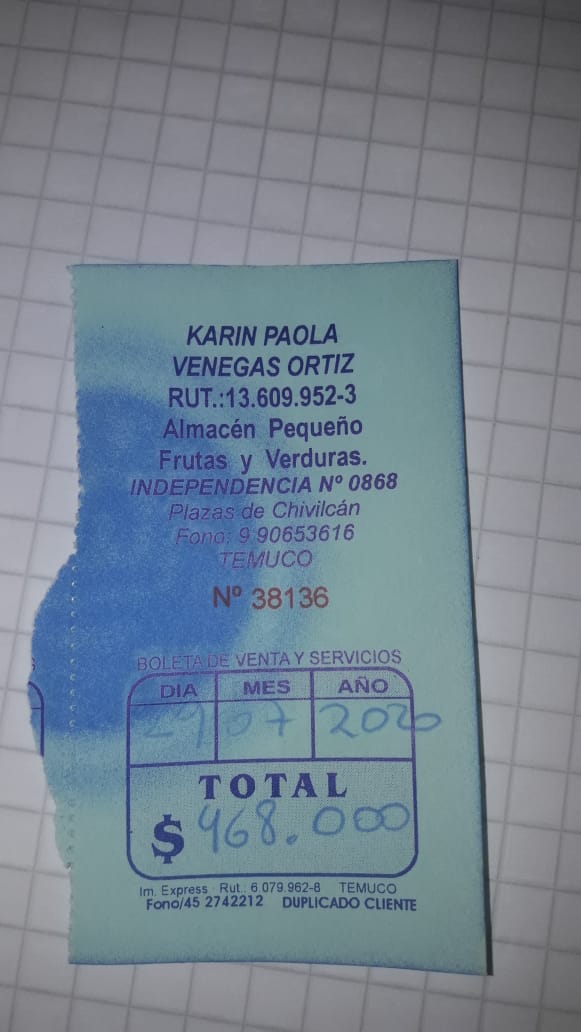 KARIN PAOLA
VENEGAS ORTIZ
RUT.:13.609.952-3
Almacén Pequeño
Frutas y Verduras.
INDEPENDENCIA Nº 0868
Plazas de Chivilcán
Fono: 9 90653616
TEMUCO
Nº 38136
BOLETA DE VENTA Y SERVICIOS
DIA MES AÑO
29 07 2020
TOTAL
$ 468.000
Im. Express - Rut.: 6.079.962-8 TEMUCO
Fono/45 2742212 DUPLICADO CLIENTE